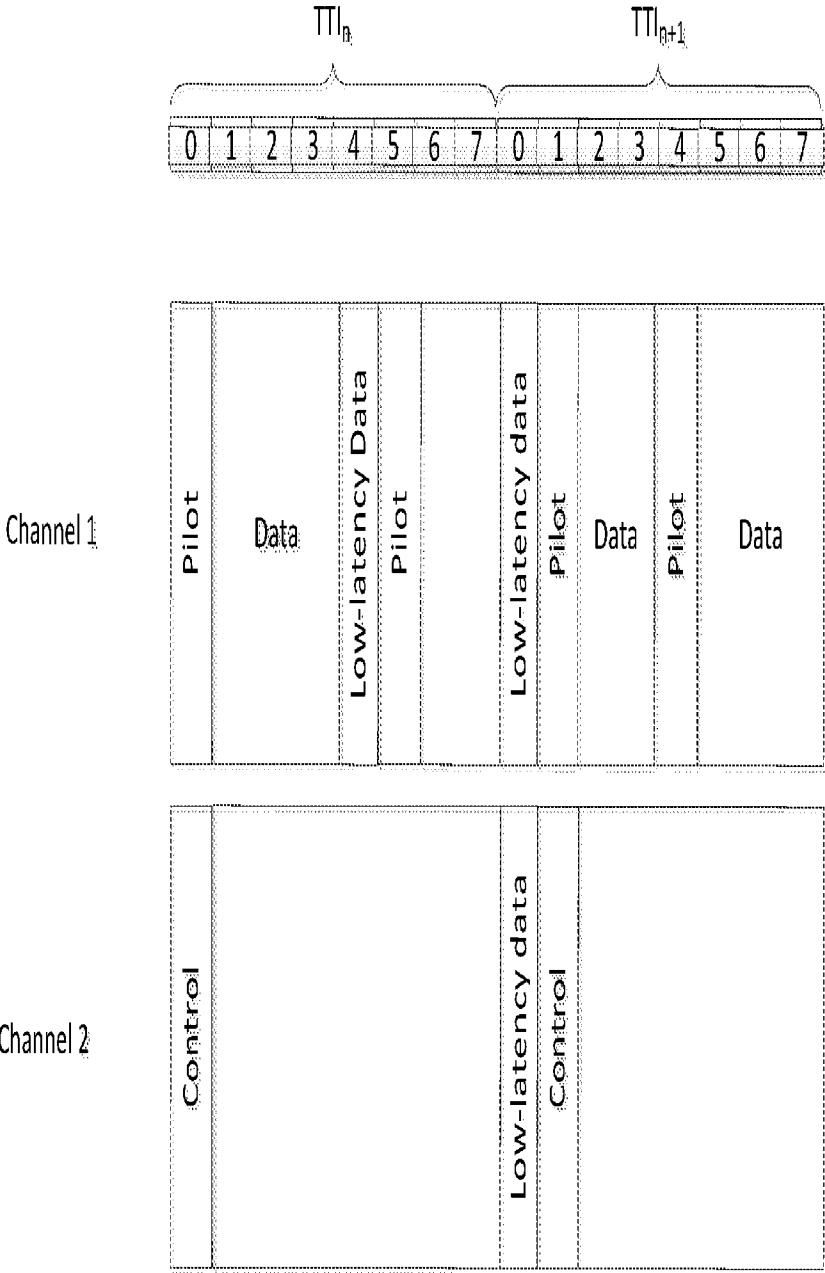 TTIn TTIn+1
0 1 2 3 4 5 6 7 0 1 2 3 4 5 6 7
Channel 1
Pilot
Data
Low-latency Data
Pilot
Low-latency data
Pilot
Data
Pilot
Data
Channel 2
Control
Low-latency data
Control